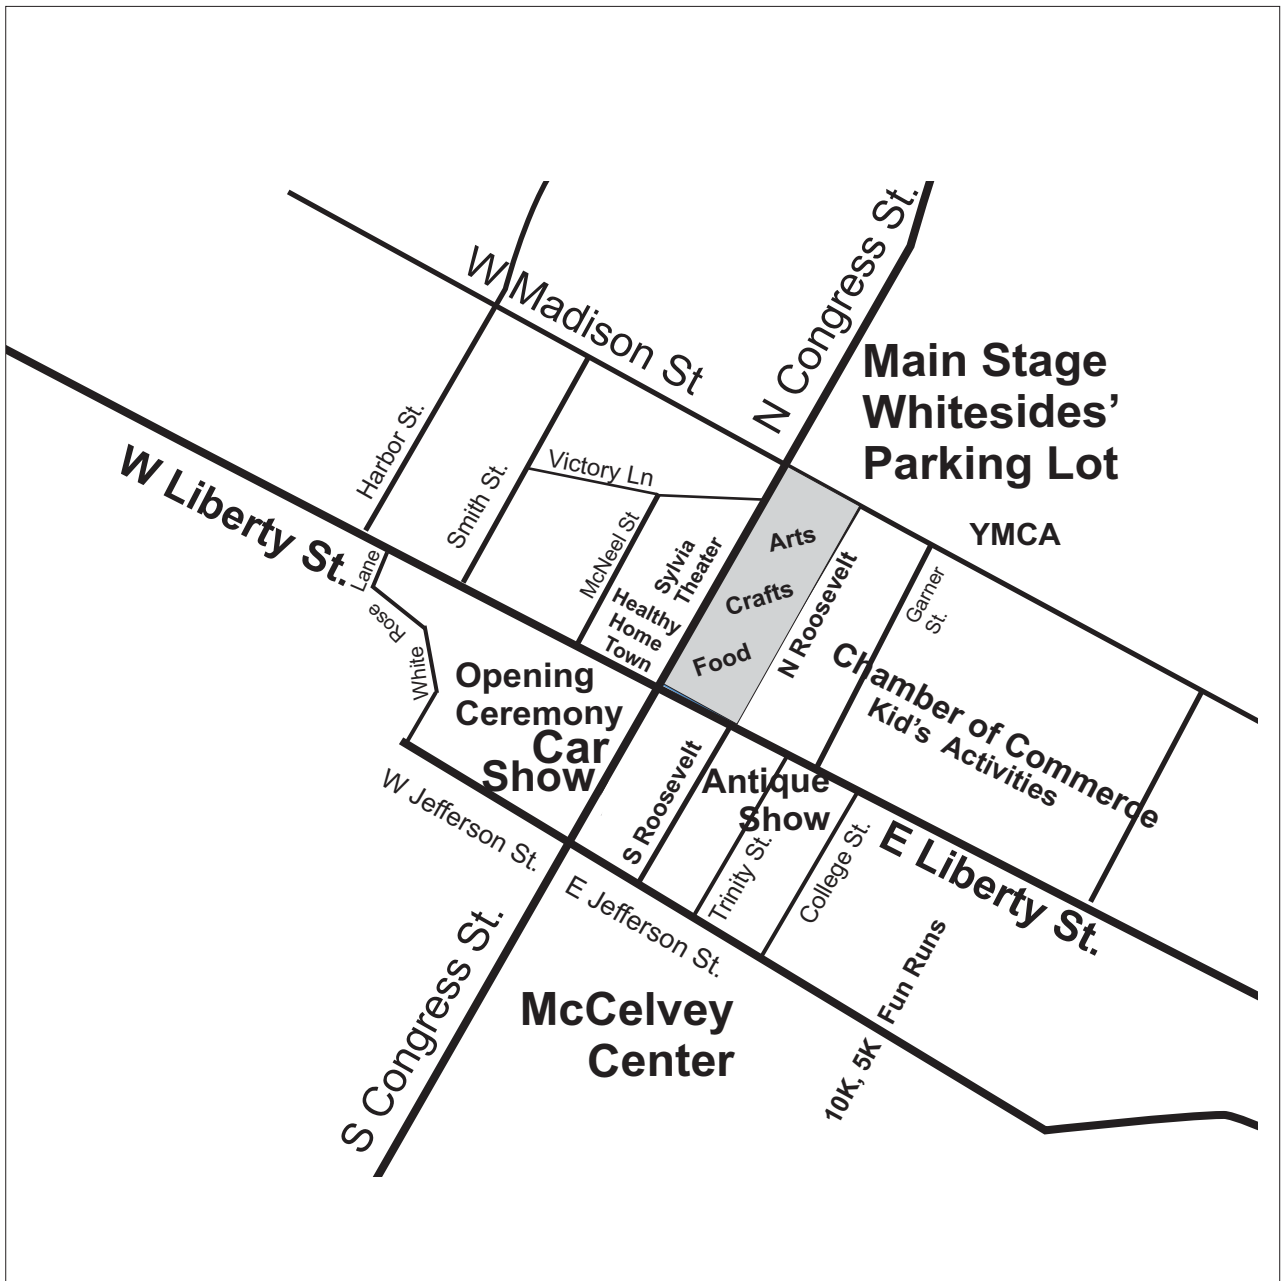 W Madison St
N Congress St.
Main Stage
Whitesides’
Parking Lot
YMCA
W Liberty St.
Harbor St.
Smith St.
Victory Ln
McNeel St
Sylvia
Theater
Healthy
Home
Town
Arts
Crafts
Food
N Roosevelt
Garner
St.
Chamber of Commerce
Kid’s Activities
White
Rose
Lane
Opening
Ceremony
Car
Show
W Jefferson St.
S Roosevelt
Antique
Show
Trinity St.
College St.
E Liberty St.
E Jefferson St.
S Congress St.
McCelvey
Center
10K, 5K Fun Runs